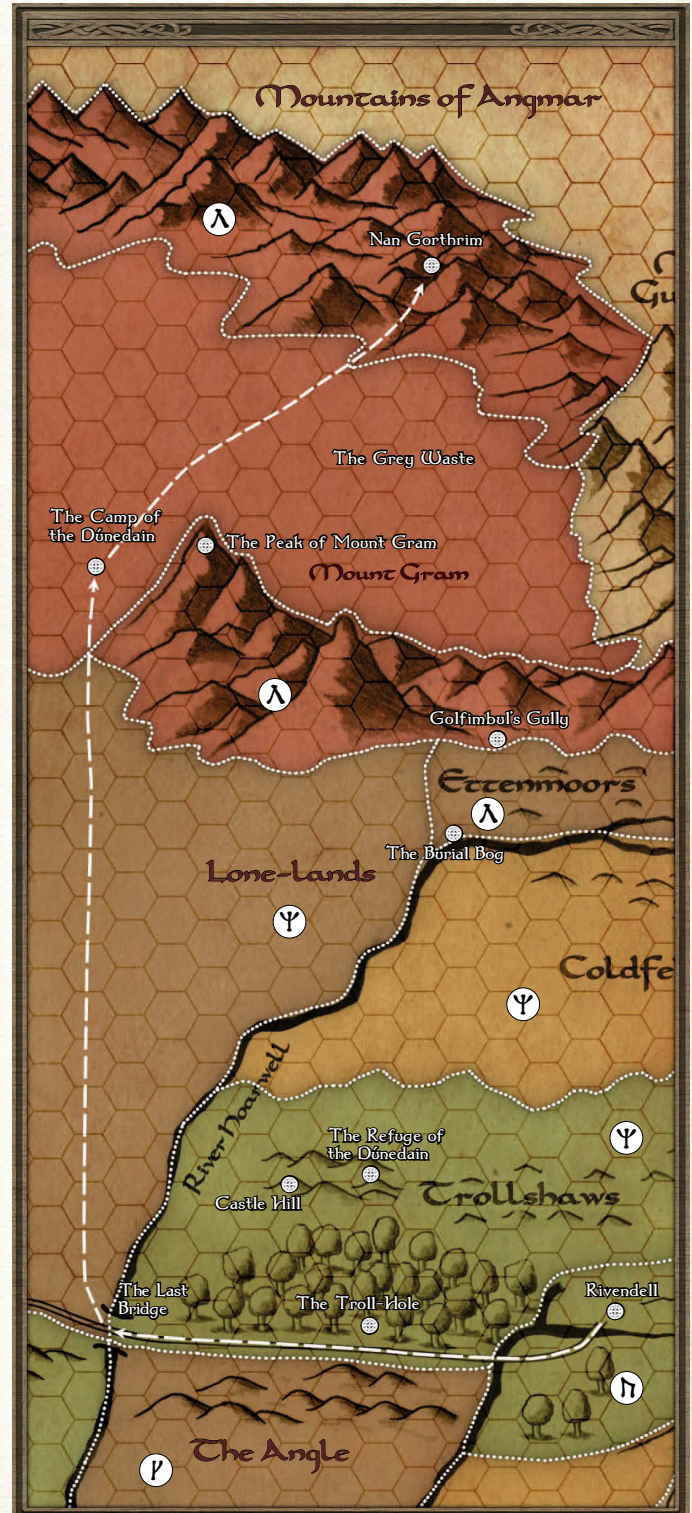 Mountains of Angmar
Nan Gorthrim
Gu
The Grey Waste
The Camp of
the Dúnedain
The Peak of Mount Gram
Mount Gram
Golfimbul's Gully
Ettenmoors
The Burial Bog
Lone-lands
Coldfe
River Hoarwell
The Refuge of
the Dúnedain
Castle Hill
Trollshaws
The Last
Bridge
The Troll-Hole
Rivendell
The Angle